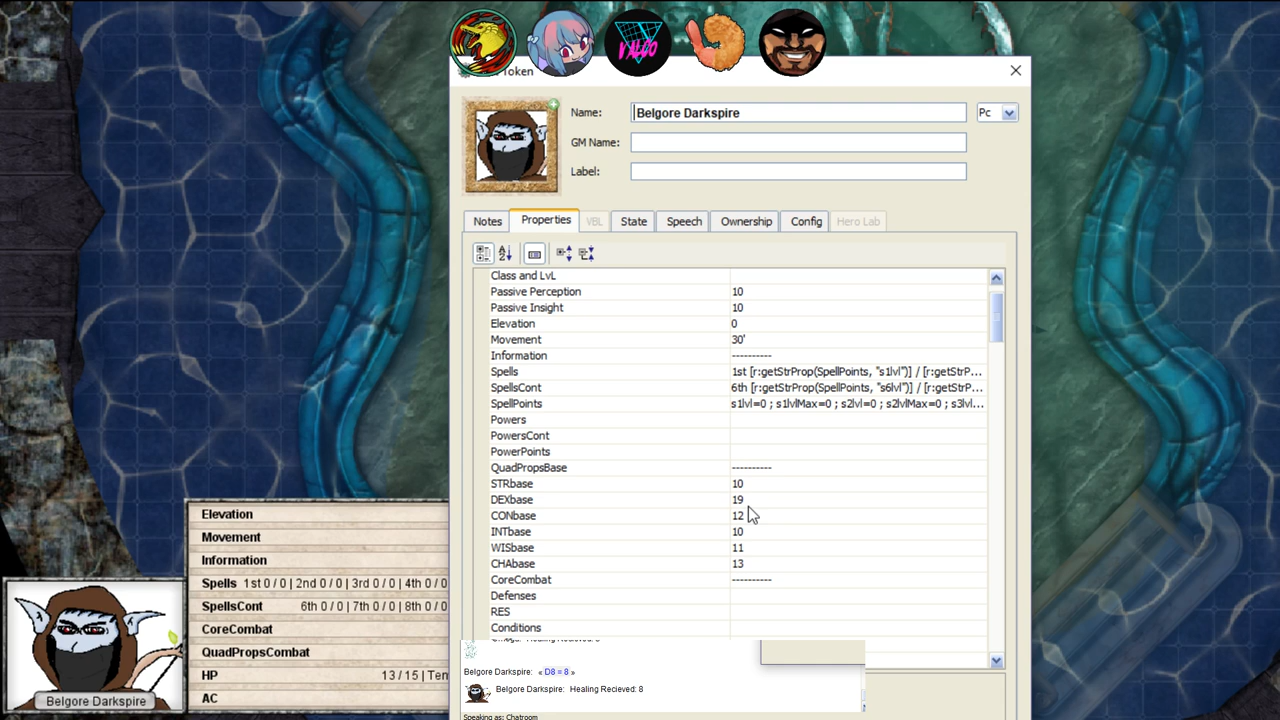 VALCO
Token
Name: Belgore Darkspire Pc
GM Name:
Label:
Notes Properties VBL State Speech Ownership Config Hero Lab
Class and LvL
Passive Perception 10
Passive Insight 10
Elevation 0
Movement 30'
Information ----------
Spells 1st [r:getStrProp(SpellPoints, "s1lvl")] / [r:getStrP...
SpellsCont 6th [r:getStrProp(SpellPoints, "s6lvl")] / [r:getStrP...
SpellPoints s1lvl=0 ; s1lvlMax=0 ; s2lvl=0 ; s2lvlMax=0 ; s3lvl...
Powers
PowersCont
PowerPoints
QuadPropsBase ----------
STRbase 10
DEXbase 19
CONbase 12
INTbase 10
WISbase 11
CHAbase 13
CoreCombat ----------
Defenses
RES
Conditions
Elevation
Movement
Information
Spells 1st 0 / 0 | 2nd 0 / 0 | 3rd 0 / 0 | 4th 0 / 0
SpellsCont 6th 0 / 0 | 7th 0 / 0 | 8th 0 / 0
CoreCombat
QuadPropsCombat
HP 13 / 15 | Ten
AC
Belgore Darkspire
Belgore Darkspire: « D8 = 8 »
Belgore Darkspire: Healing Recieved: 8
Speaking as: Chatroom